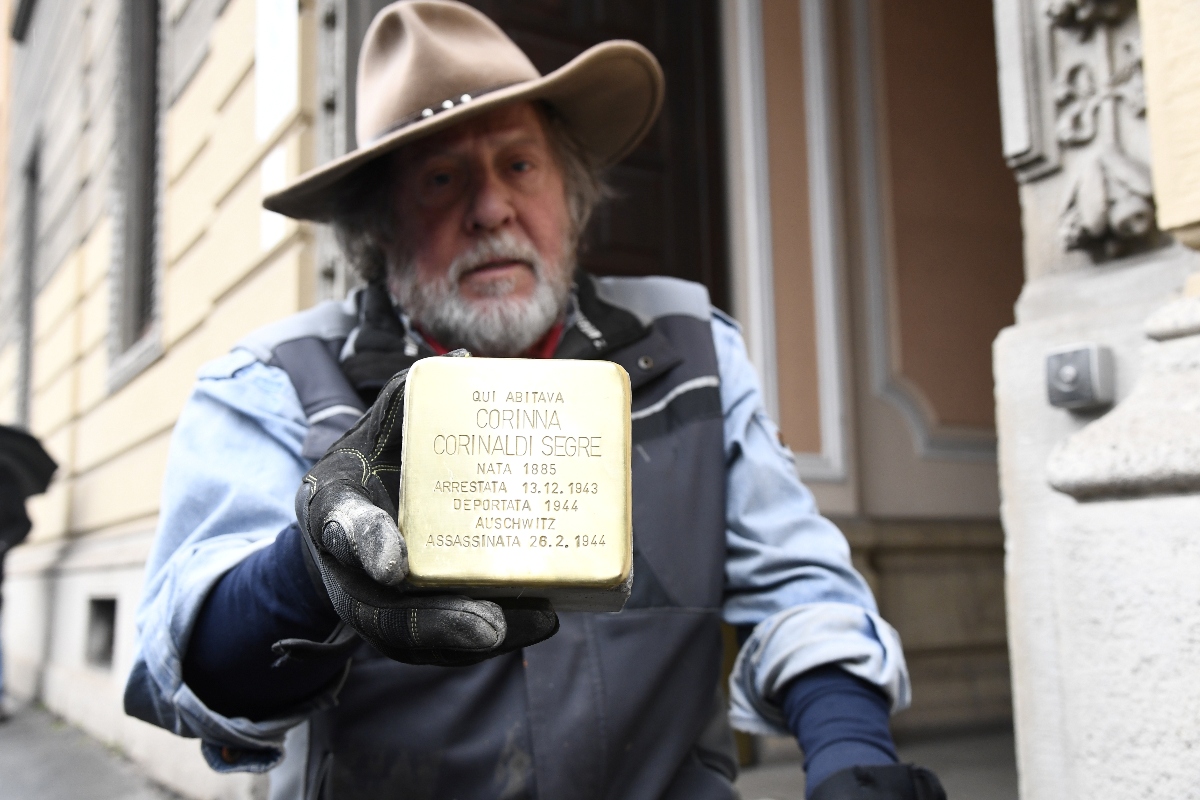 QUI ABITAVA
CORINNA
CORINALDI SEGRE
NATA 1885
ARRESTATA 13.12.1943
DEPORTATA 1944
AUSCHWITZ
ASSASSINATA 26.2.1944